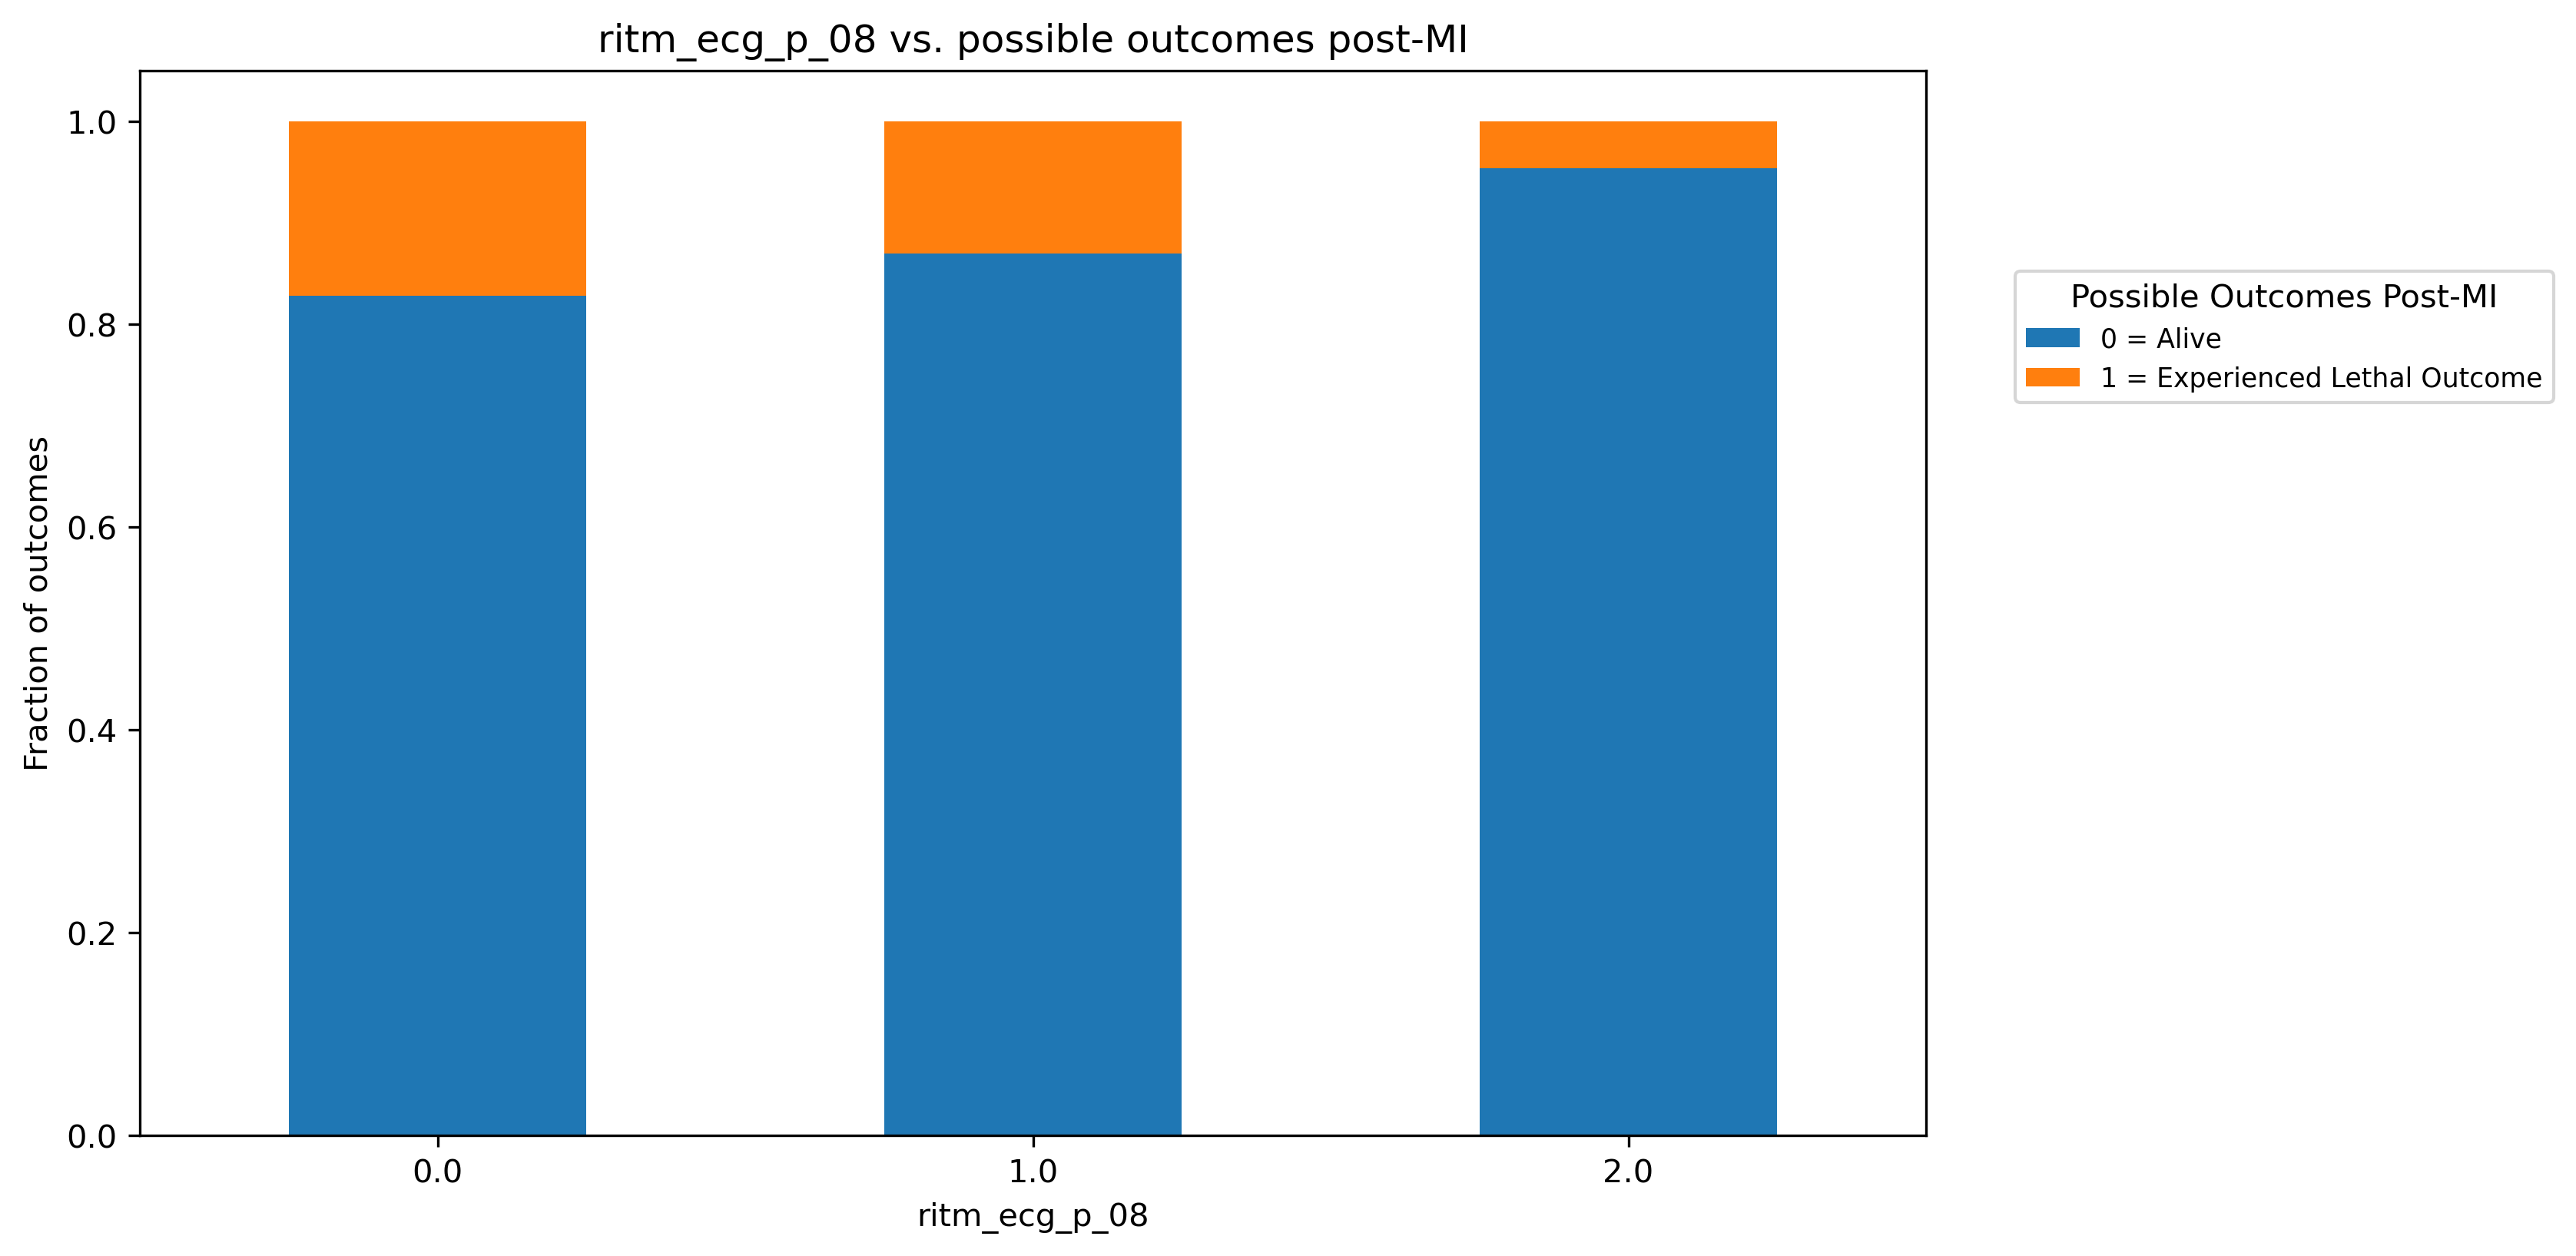 ritm_ecg_p_08 vs. possible outcomes post-MI
Fraction of outcomes
1.0
0.8
0.6
0.4
0.2
0.0
0.0
1.0
2.0
ritm_ecg_p_08
Possible Outcomes Post-MI
0 = Alive
1 = Experienced Lethal Outcome